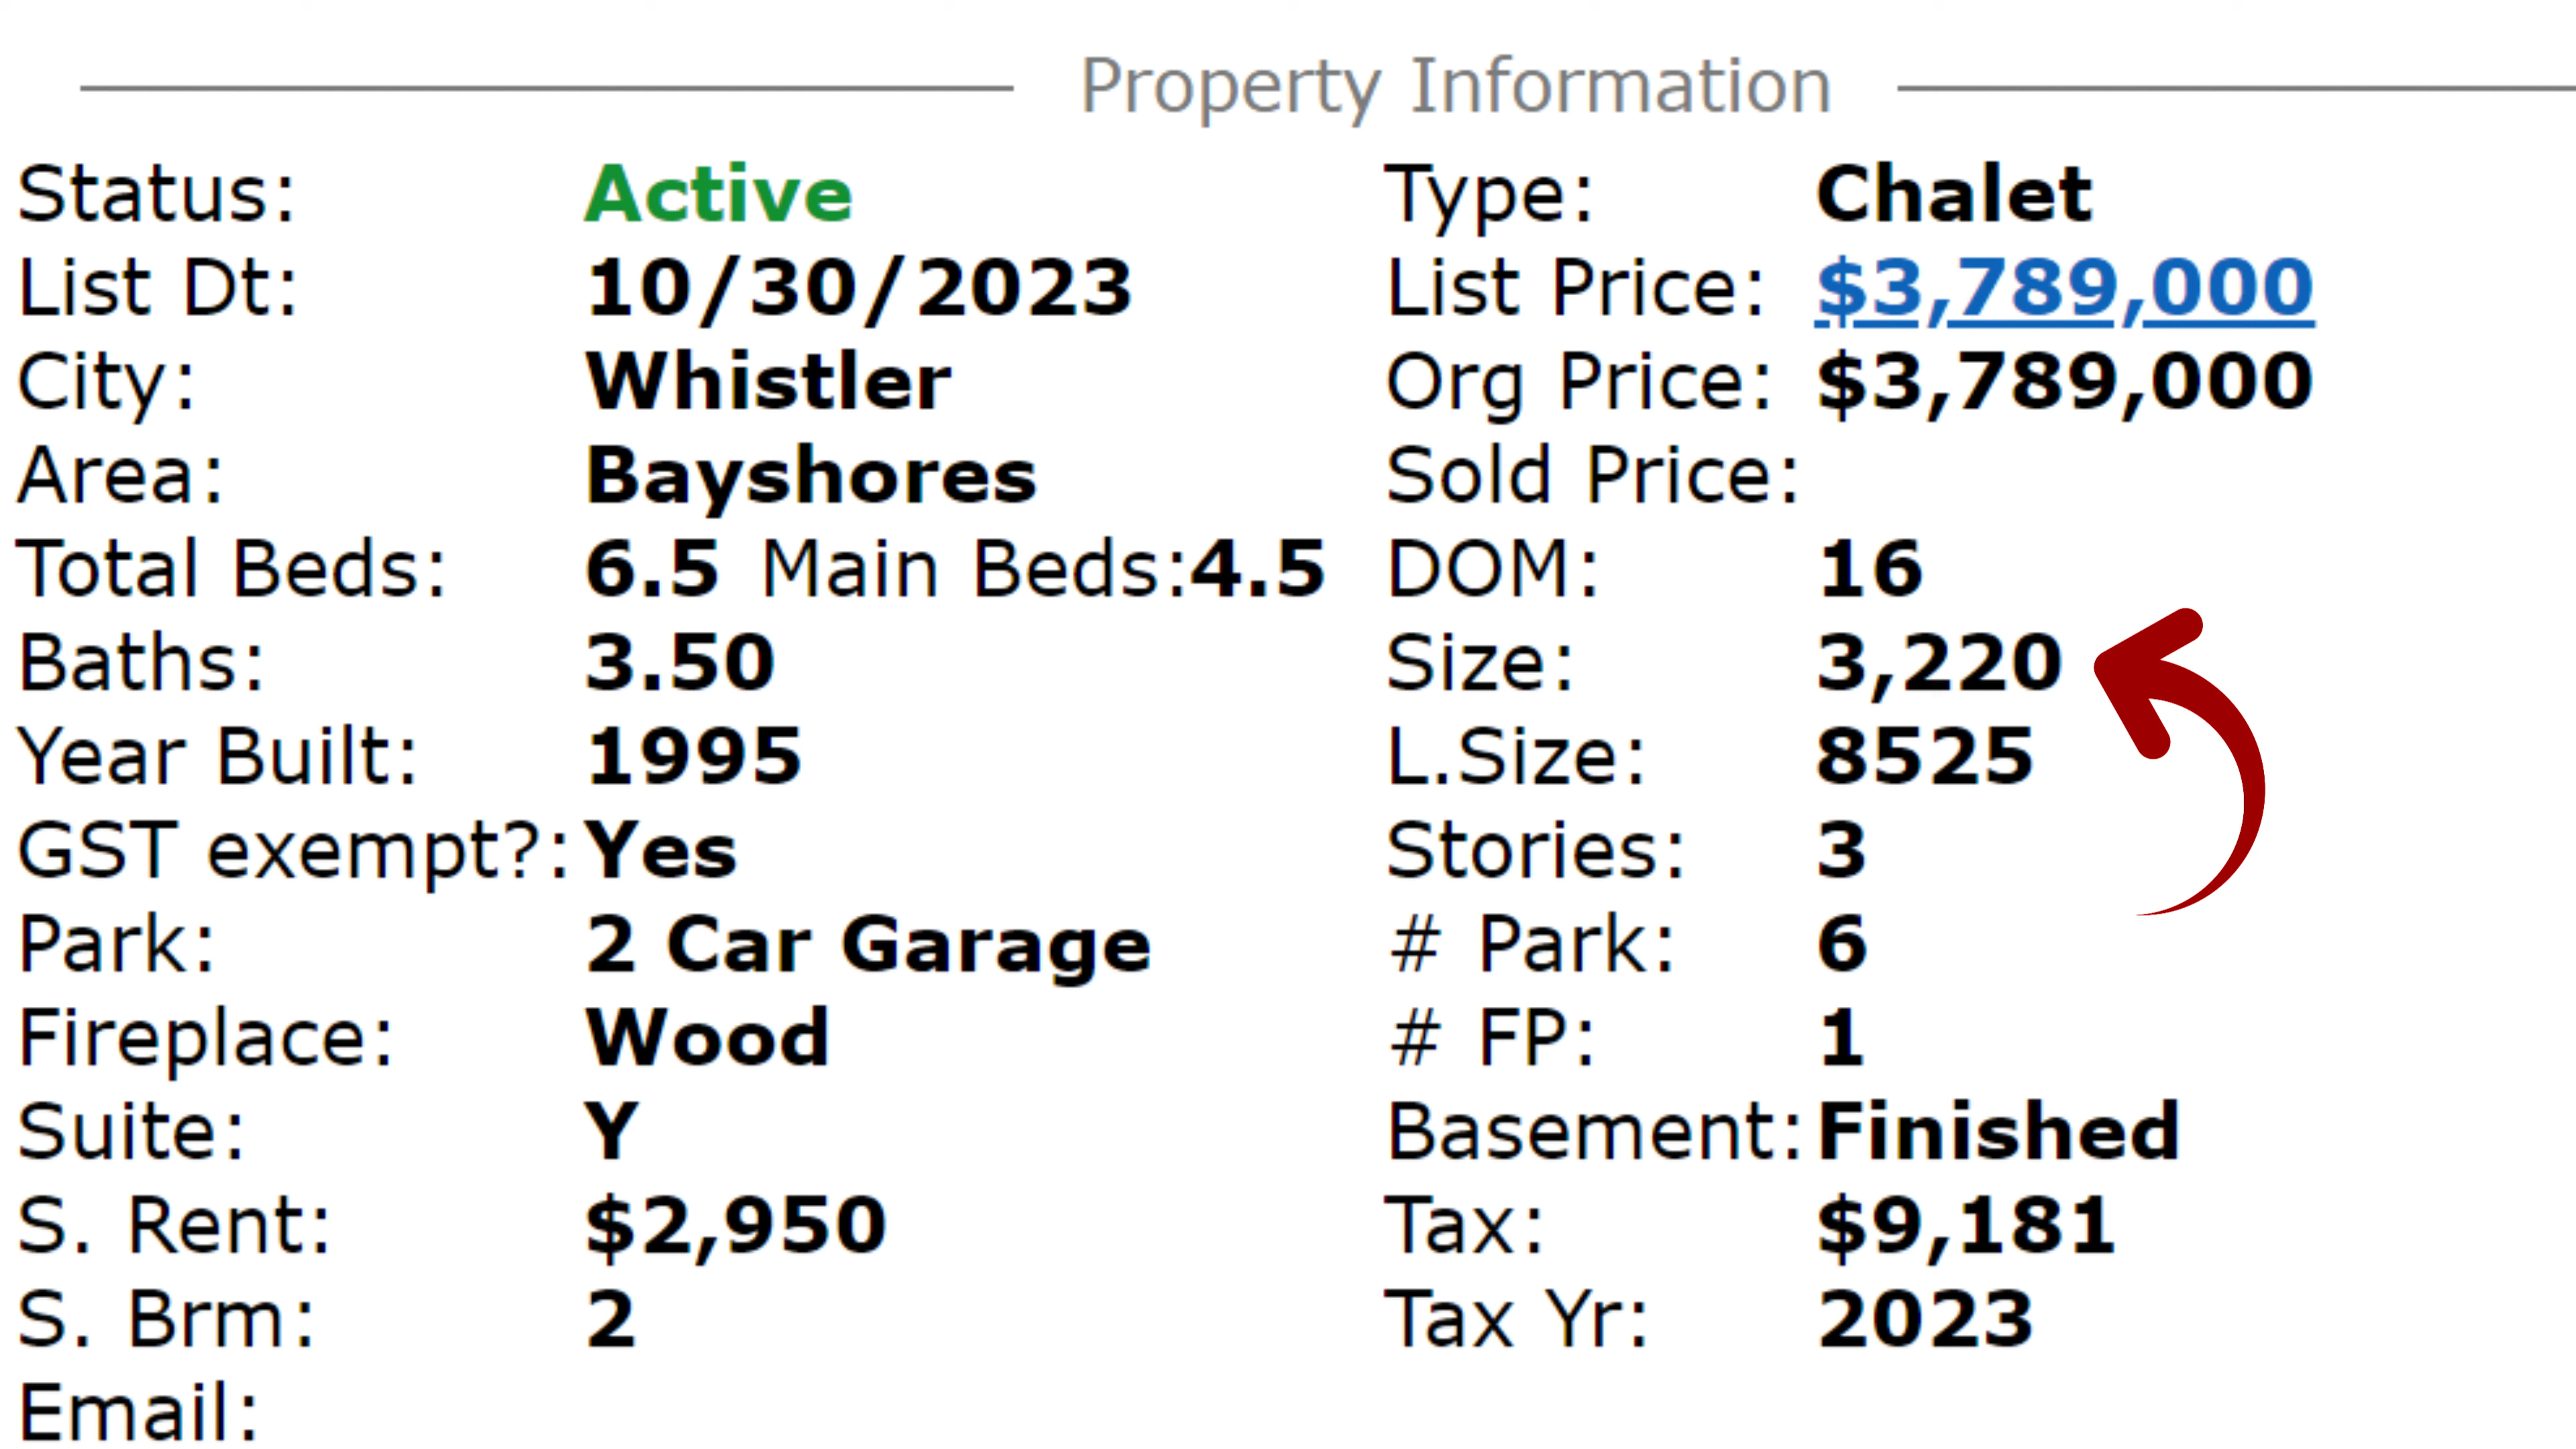 Property Information
Status: Active Type: Chalet
List Dt: 10/30/2023 List Price: $3,789,000
City: Whistler Org Price: $3,789,000
Area: Bayshores Sold Price:
Total Beds: 6.5 Main Beds:4.5 DOM: 16
Baths: 3.50 Size: 3,220
Year Built: 1995 L.Size: 8525
GST exempt?: Yes Stories: 3
Park: 2 Car Garage # Park: 6
Fireplace: Wood # FP: 1
Suite: Y Basement: Finished
S. Rent: $2,950 Tax: $9,181
S. Brm: 2 Tax Yr: 2023
Email: